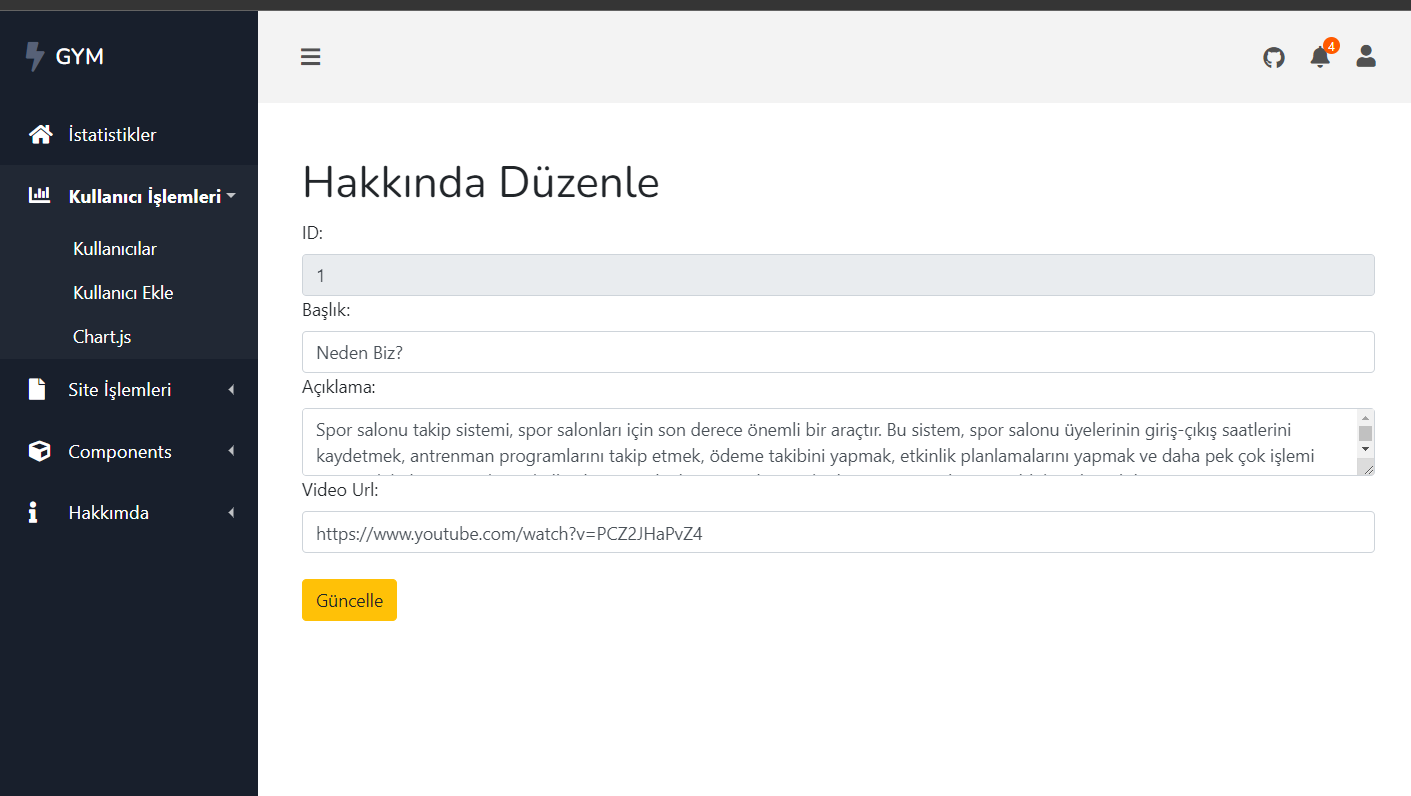 GYM
4
İstatistikler
Kullanıcı İşlemleri
Kullanıcılar
Kullanıcı Ekle
Chart.js
Site İşlemleri
Components
Hakkımda
Hakkında Düzenle
ID:
1
Başlık:
Neden Biz?
Açıklama:
Spor salonu takip sistemi, spor salonları için son derece önemli bir araçtır. Bu sistem, spor salonu üyelerinin giriş-çıkış saatlerini
kaydetmek, antrenman programlarını takip etmek, ödeme takibini yapmak, etkinlik planlamalarını yapmak ve daha pek çok işlemi
Video Url:
https://www.youtube.com/watch?v=PCZ2JHaPvZ4
Güncelle